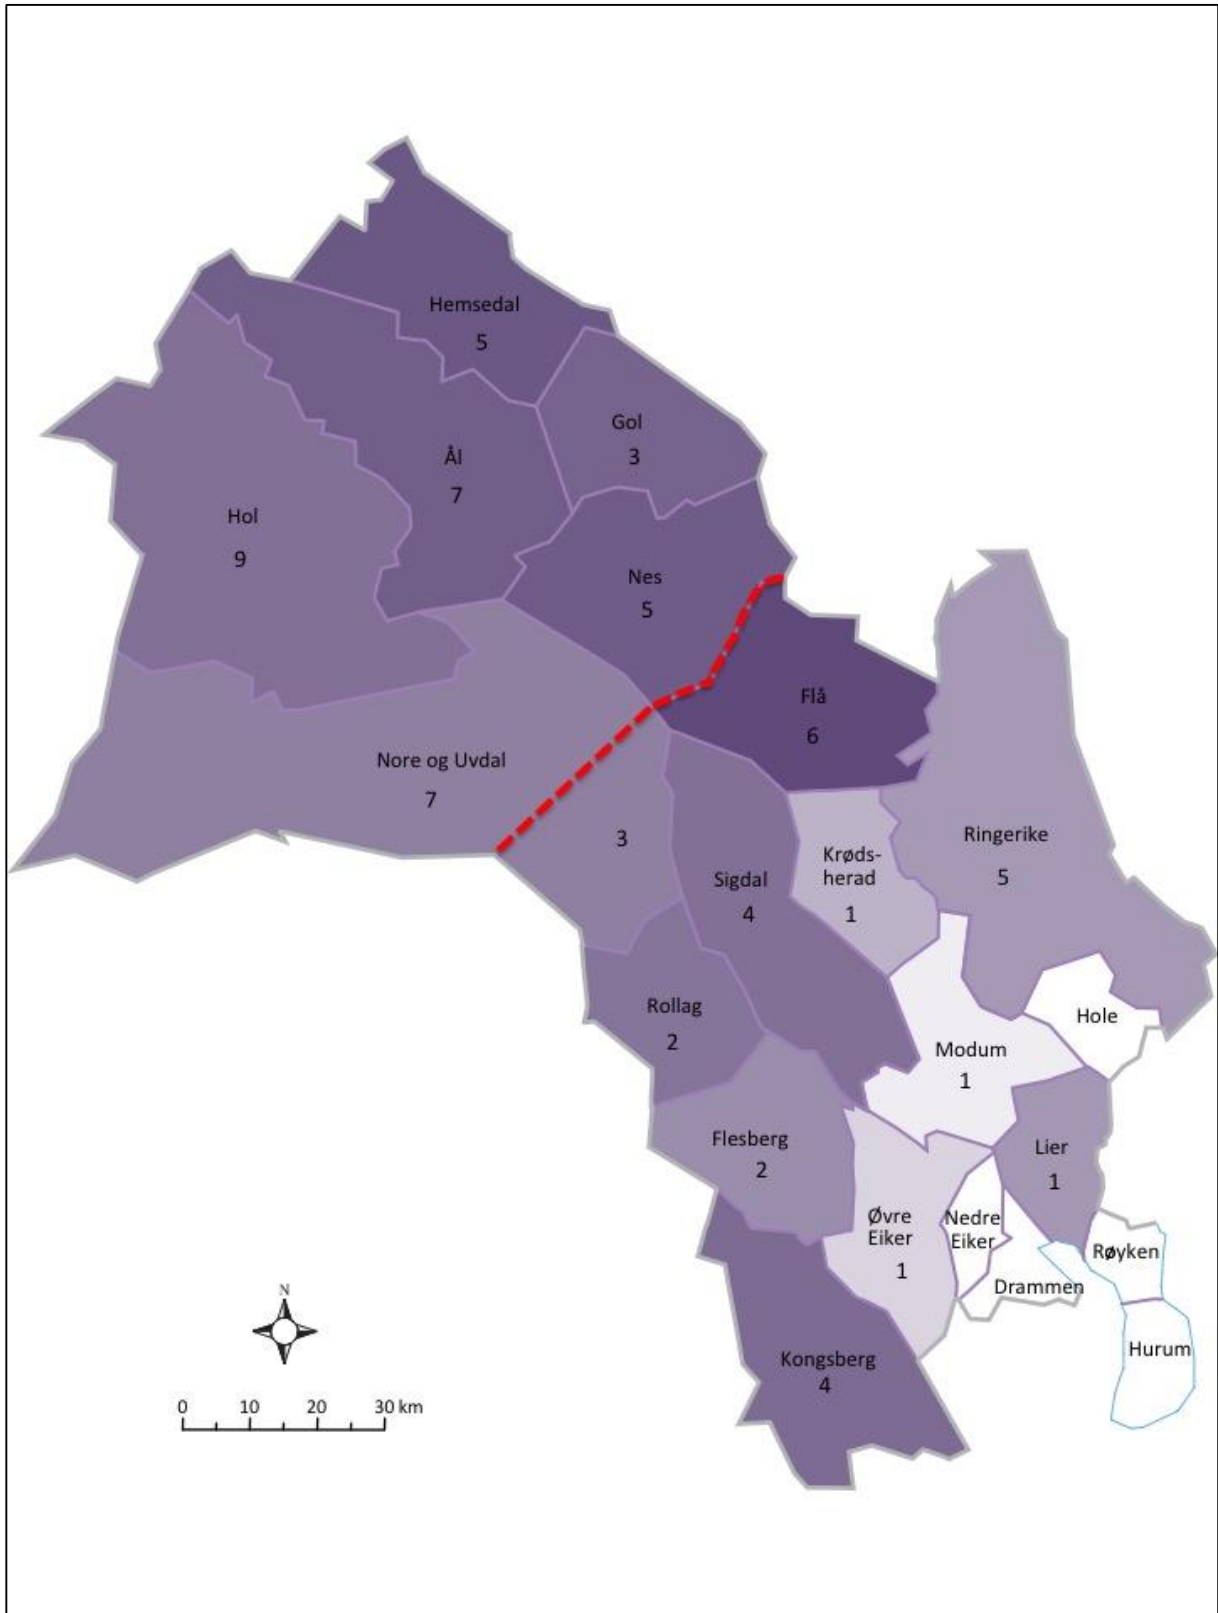 Hemsedal
5
Gol
3
Ål
7
Hol
9
Nes
5
Flå
6
Nore og Uvdal
7
3
Ringerike
5
Krøds-
herad
1
Sigdal
4
Rollag
2
Hole
Modum
1
Flesberg
2
Lier
1
Øvre
Eiker
1
Nedre
Eiker
Røyken
Drammen
Hurum
Kongsberg
4
N
0 10 20 30 km